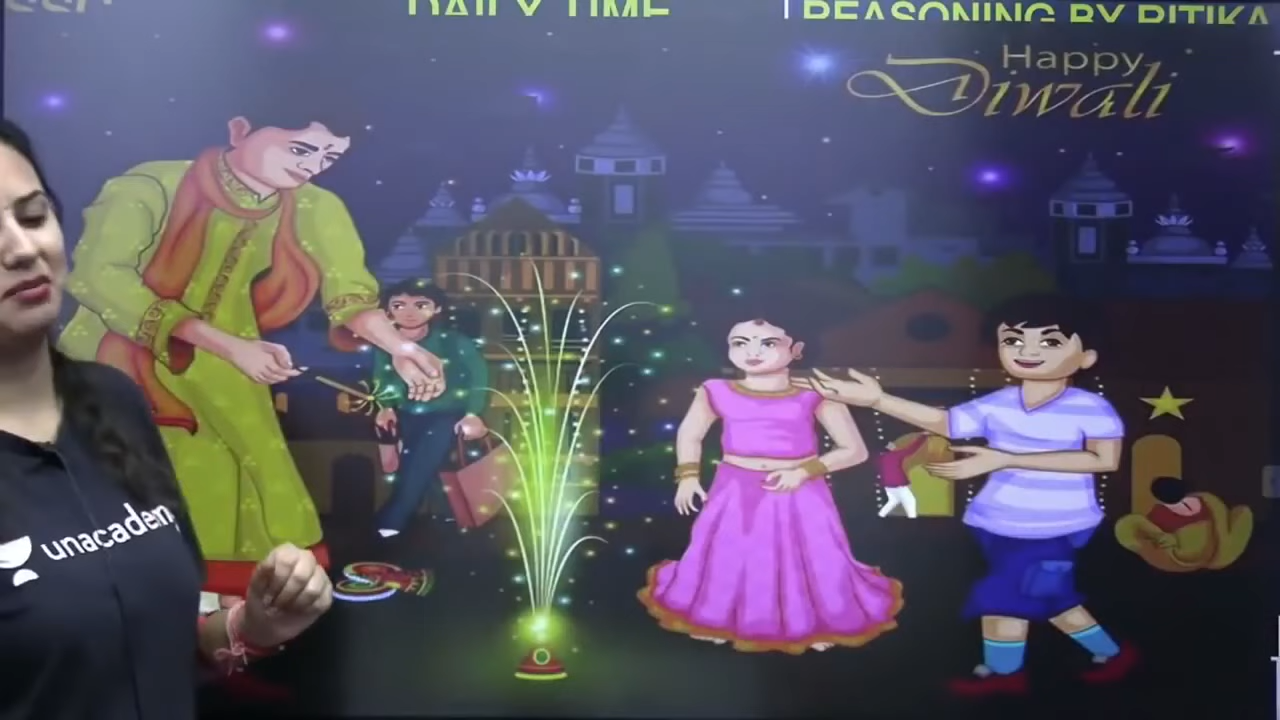 DAILY TIME
REASONING BY RITIKA
Happy
Diwali
unacademy